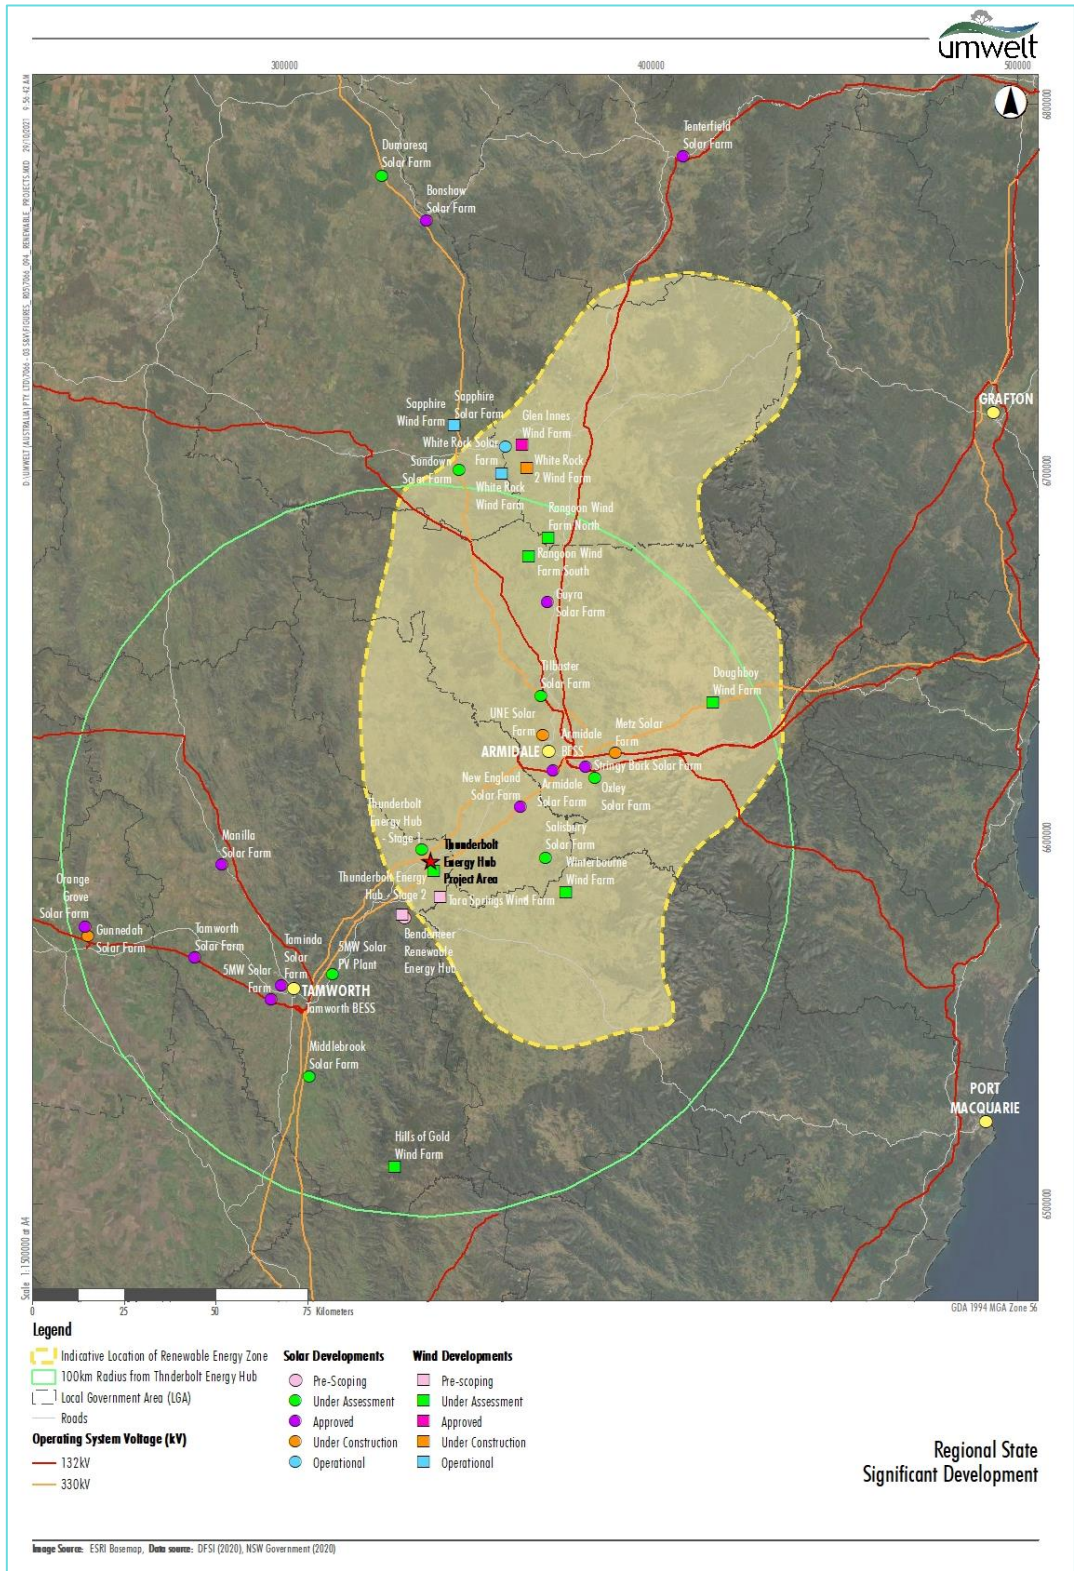 umwelt
300000
400000
500000
6800000
6700000
6600000
6500000
Dumaresq
Solar Farm
Bonshaw
Solar Farm
Tenterfield
Solar Farm
GRAFTON
Sapphire
Wind Farm
Sapphire
Solar Farm
Glen Innes
Wind Farm
White Rock Solar
Farm
Sundown
Solar Farm
White Rock
2 Wind Farm
White Rock
Wind Farm
Rangoon Wind
Farm North
Rangoon Wind
Farm South
Guyra
Solar Farm
Tilbuster
Solar Farm
Doughboy
Wind Farm
UNE Solar
Farm
Metz Solar
Farm
ARMIDALE
Armidale
BESS
Stringy Bark Solar Farm
New England
Solar Farm
Armidale
Solar Farm
Oxley
Solar Farm
Thunderbolt
Energy Hub
- Stage 1
Thunderbolt
Energy Hub
Project Area
Salisbury
Solar Farm
Winterbourne
Wind Farm
Thunderbolt Energy
Hub - Stage 2
Tara Springs Wind Farm
Bendemeer
Renewable
Energy Hub
Manilla
Solar Farm
Orange
Grove
Solar Farm
Gunnedah
Solar Farm
Tamworth
Solar Farm
Taminda
Solar
Farm
5MW Solar
PV Plant
5MW Solar
Farm
TAMWORTH
Tamworth BESS
Middlebrook
Solar Farm
Hills of Gold
Wind Farm
PORT
MACQUARIE
Scale 1:1500000 at A4
0 25 50 75 Kilometers
GDA 1994 MGA Zone 56
Legend
Indicative Location of Renewable Energy Zone
100km Radius from Thnderbolt Energy Hub
Local Government Area (LGA)
Roads
Operating System Voltage (kV)
132kV
330kV
Solar Developments
Pre-Scoping
Under Assessment
Approved
Under Construction
Operational
Wind Developments
Pre-scoping
Under Assessment
Approved
Under Construction
Operational
Regional State
Significant Development
Image Source: ESRI Basemap, Data source: DFSI (2020), NSW Government (2020)